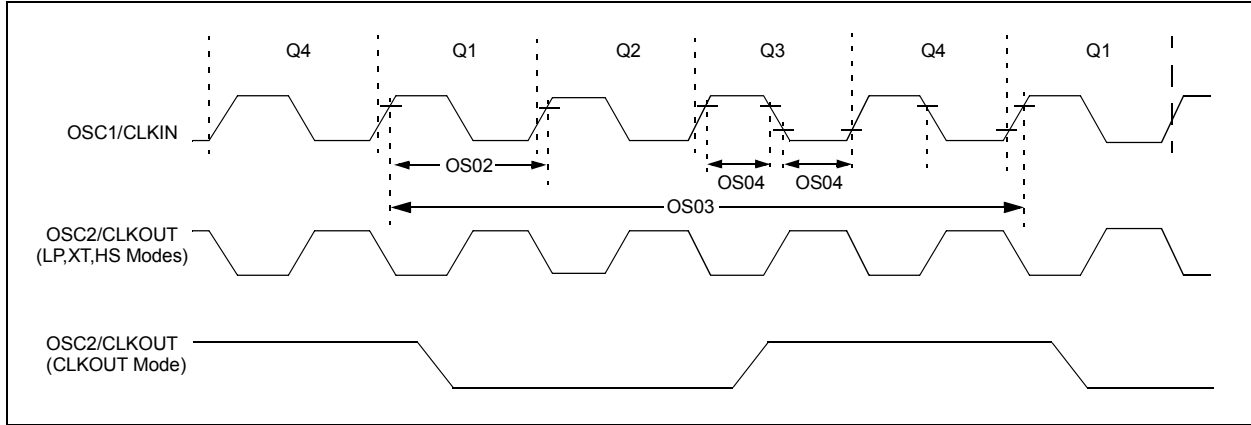 Q4 Q1 Q2 Q3 Q4 Q1
OSC1/CLKIN
OS02
OS04 OS04
OS03
OSC2/CLKOUT
(LP,XT,HS Modes)
OSC2/CLKOUT
(CLKOUT Mode)